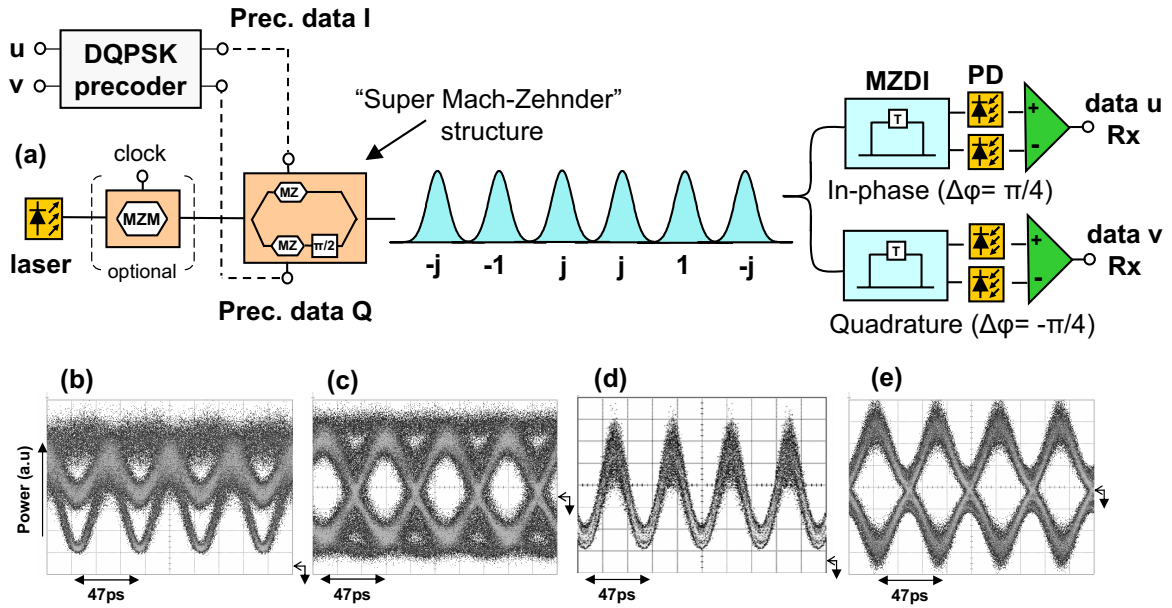 Prec. data I
u
v
DQPSK
precoder
"Super Mach-Zehnder"
structure
MZDI
PD
data u
Rx
T
+
-
In-phase (Δφ= π/4)
(a)
clock
MZM
optional
laser
MZ
MZ
π/2
Prec. data Q
-j
-1
j
j
1
-j
data v
Rx
T
+
-
Quadrature (Δφ= -π/4)
(b)
(c)
(d)
(e)
Power (a.u)
47ps
47ps
47ps
47ps